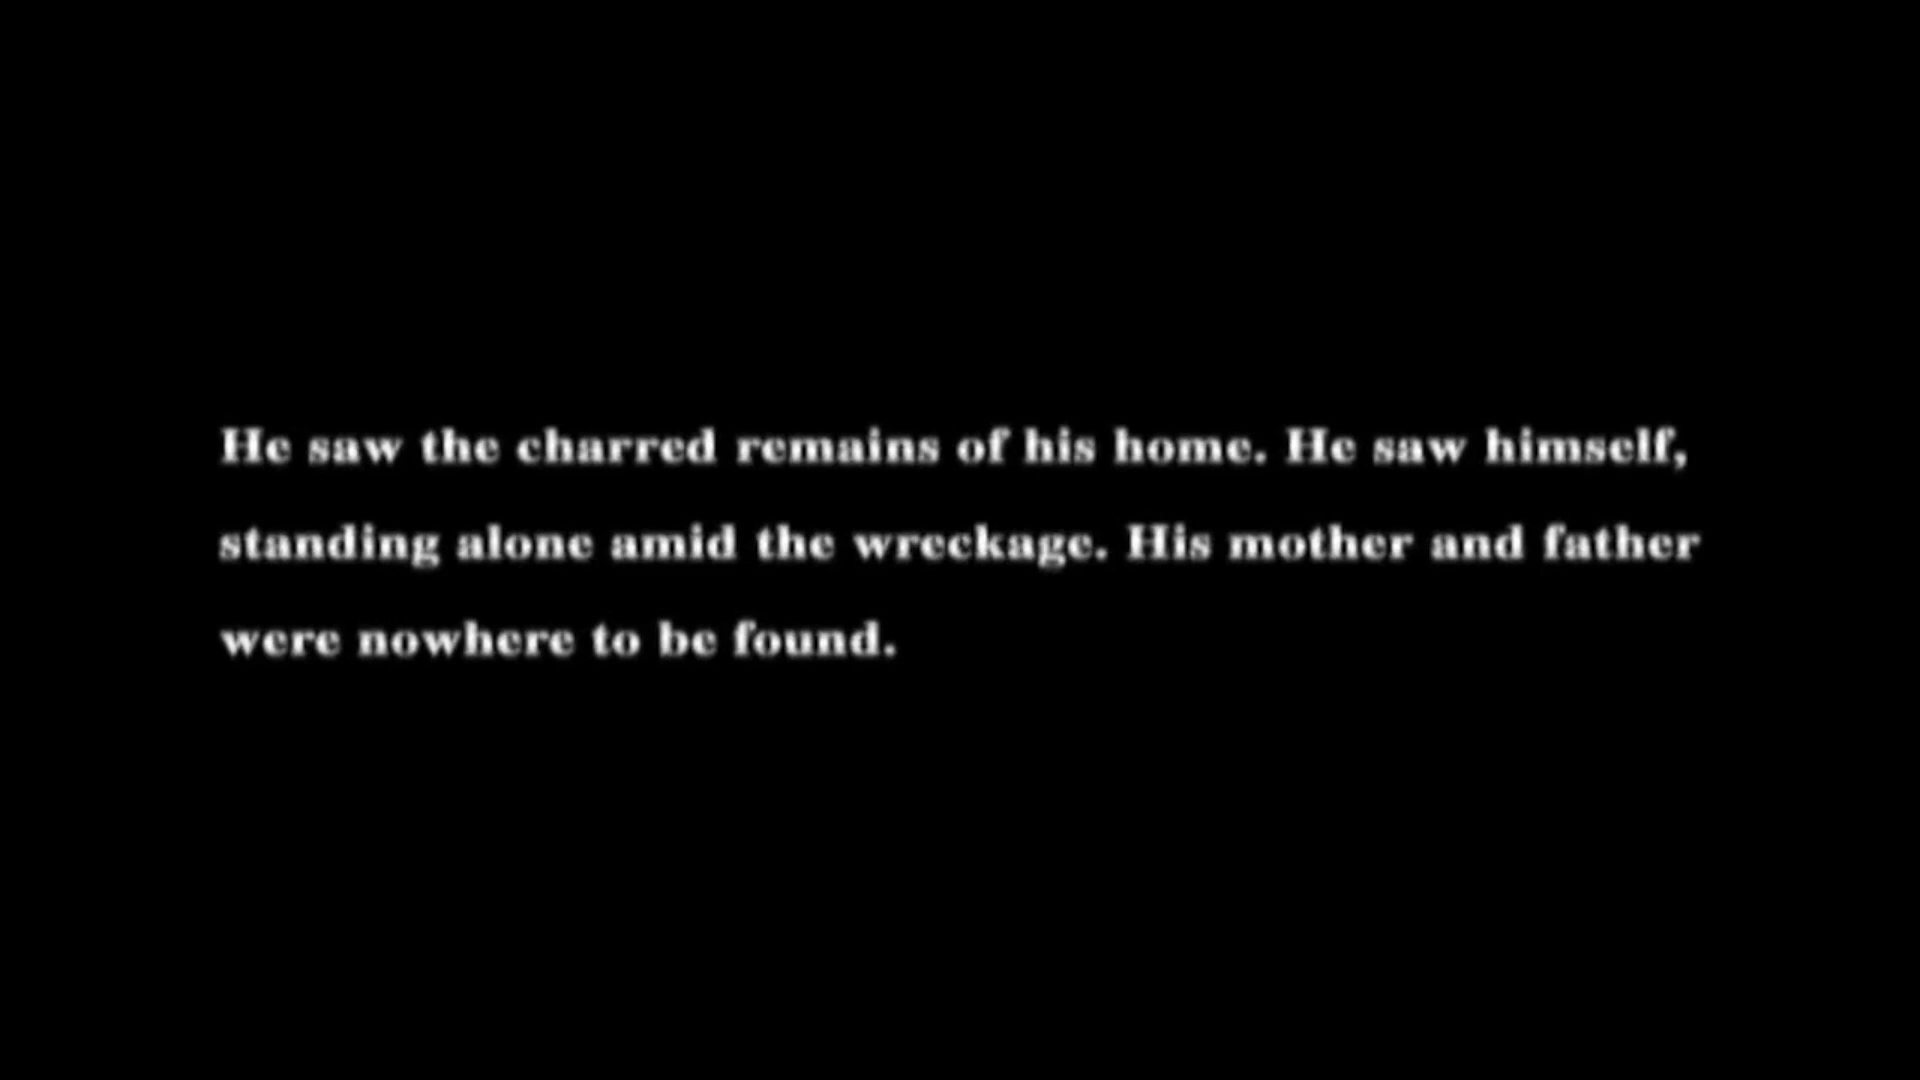 He saw the charred remains of his home. He saw himself,
standing alone amid the wreckage. His mother and father
were nowhere to be found.